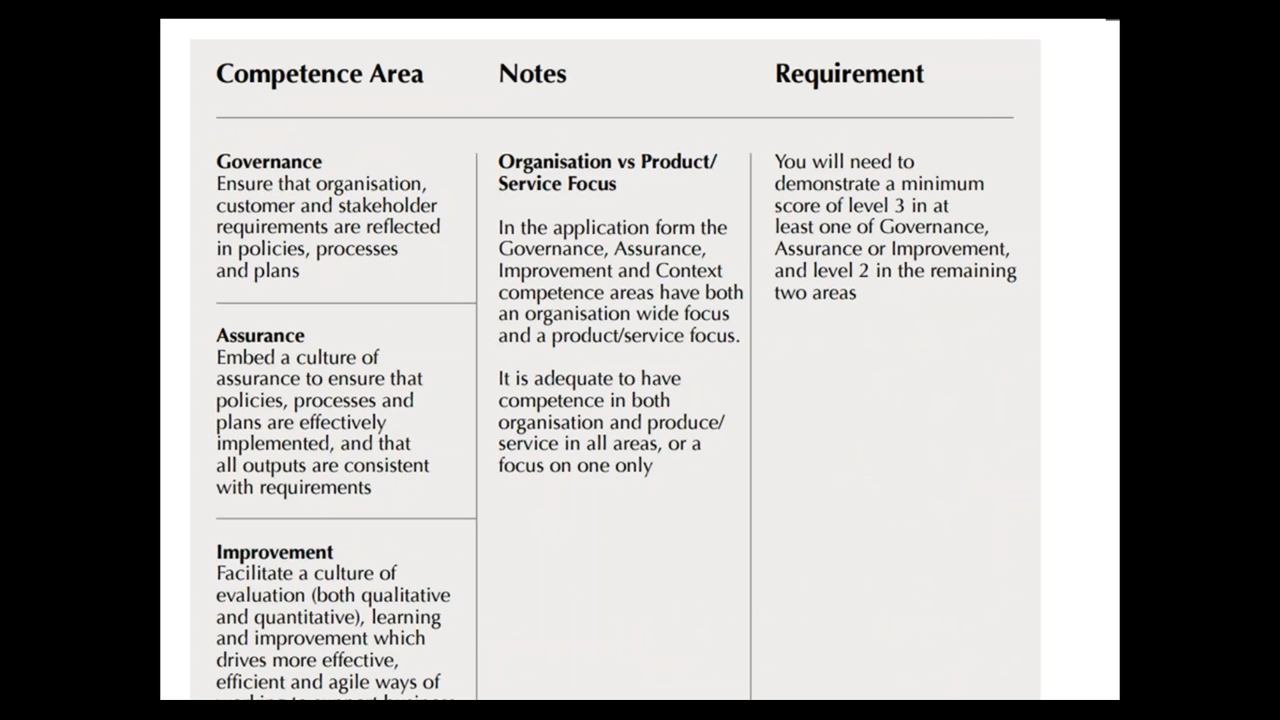 Competence Area
Notes
Requirement
Governance
Ensure that organisation,
customer and stakeholder
requirements are reflected
in policies, processes
and plans
Assurance
Embed a culture of
assurance to ensure that
policies, processes and
plans are effectively
implemented, and that
all outputs are consistent
with requirements
Improvement
Facilitate a culture of
evaluation (both qualitative
and quantitative), learning
and improvement which
drives more effective,
efficient and agile ways of
Organisation vs Product/
Service Focus
In the application form the
Governance, Assurance,
Improvement and Context
competence areas have both
an organisation wide focus
and a product/service focus.
It is adequate to have
competence in both
organisation and produce/
service in all areas, or a
focus on one only
You will need to
demonstrate a minimum
score of level 3 in at
least one of Governance,
Assurance or Improvement,
and level 2 in the remaining
two areas